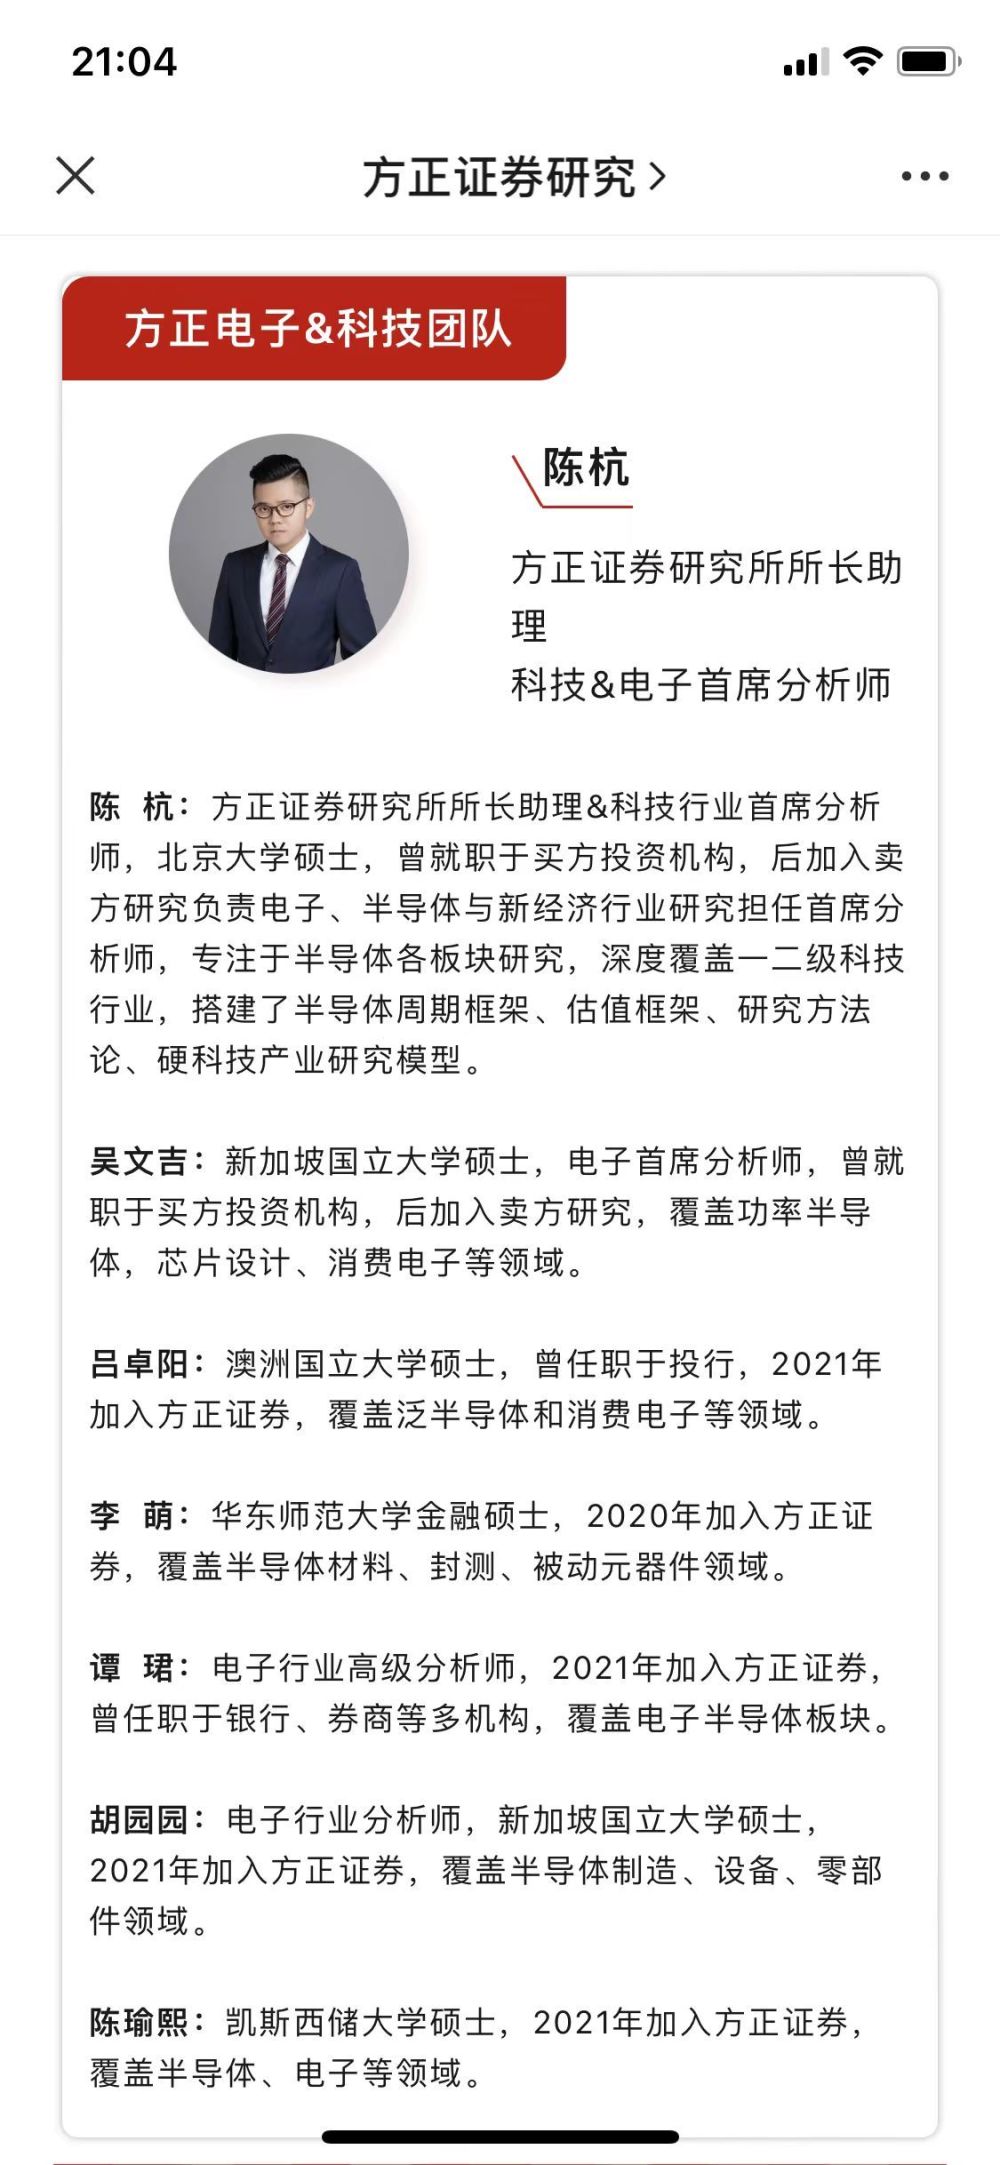 21:04
方正证券研究
方正电子&科技团队
陈杭
方正证券研究所所长助
理
科技&电子首席分析师
陈 杭：方正证券研究所所长助理&科技行业首席分析
师，北京大学硕士，曾就职于买方投资机构，后加入卖
方研究负责电子、半导体与新经济行业研究担任首席分
析师，专注于半导体各板块研究，深度覆盖一二级科技
行业，搭建了半导体周期框架、估值框架、研究方法
论、硬科技产业研究模型。
吴文吉：新加坡国立大学硕士，电子首席分析师，曾就
职于买方投资机构，后加入卖方研究，覆盖功率半导
体，芯片设计、消费电子等领域。
吕卓阳：澳洲国立大学硕士，曾任职于投行，2021年
加入方正证券，覆盖泛半导体和消费电子等领域。
李 萌：华东师范大学金融硕士，2020年加入方正证
券，覆盖半导体材料、封测、被动元器件领域。
谭 珺：电子行业高级分析师，2021年加入方正证券，
曾任职于银行、券商等多机构，覆盖电子半导体板块。
胡园园：电子行业分析师，新加坡国立大学硕士，
2021年加入方正证券，覆盖半导体制造、设备、零部
件领域。
陈瑜熙：凯斯西储大学硕士，2021年加入方正证券，
覆盖半导体、电子等领域。